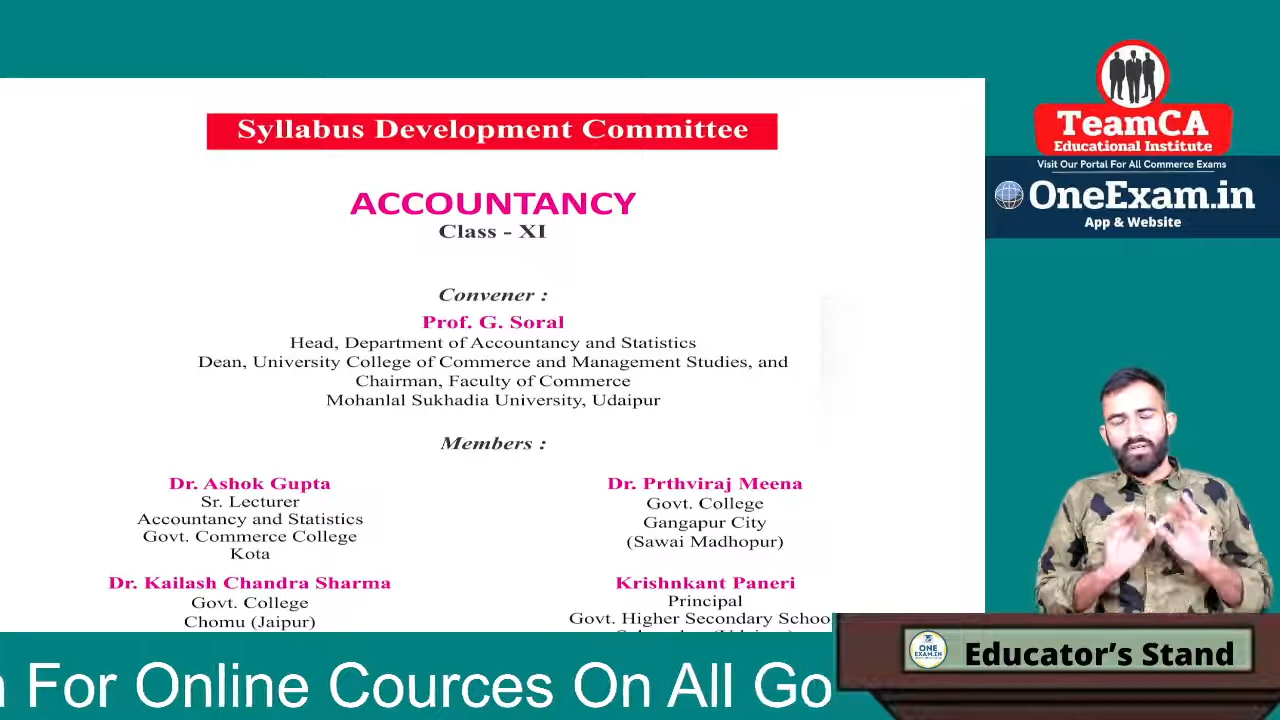 Syllabus Development Committee
ACCOUNTANCY
Class - XI
Convener :
Prof. G. Soral
Head, Department of Accountancy and Statistics
Dean, University College of Commerce and Management Studies, and
Chairman, Faculty of Commerce
Mohanlal Sukhadia University, Udaipur
Members :
Dr. Ashok Gupta
Sr. Lecturer
Accountancy and Statistics
Govt. Commerce College
Kota
Dr. Prthviraj Meena
Govt. College
Gangapur City
(Sawai Madhopur)
Dr. Kailash Chandra Sharma
Govt. College
Chomu (Jaipur)
Krishnkant Paneri
Principal
Govt. Higher Secondary Schoo
TeamCA
Educational Institute
Visit Our Portal For All Commerce Exams
OneExam.in
App & Website
ONE
EXAM.IN
Educator's Stand
For Online Cources On All Go